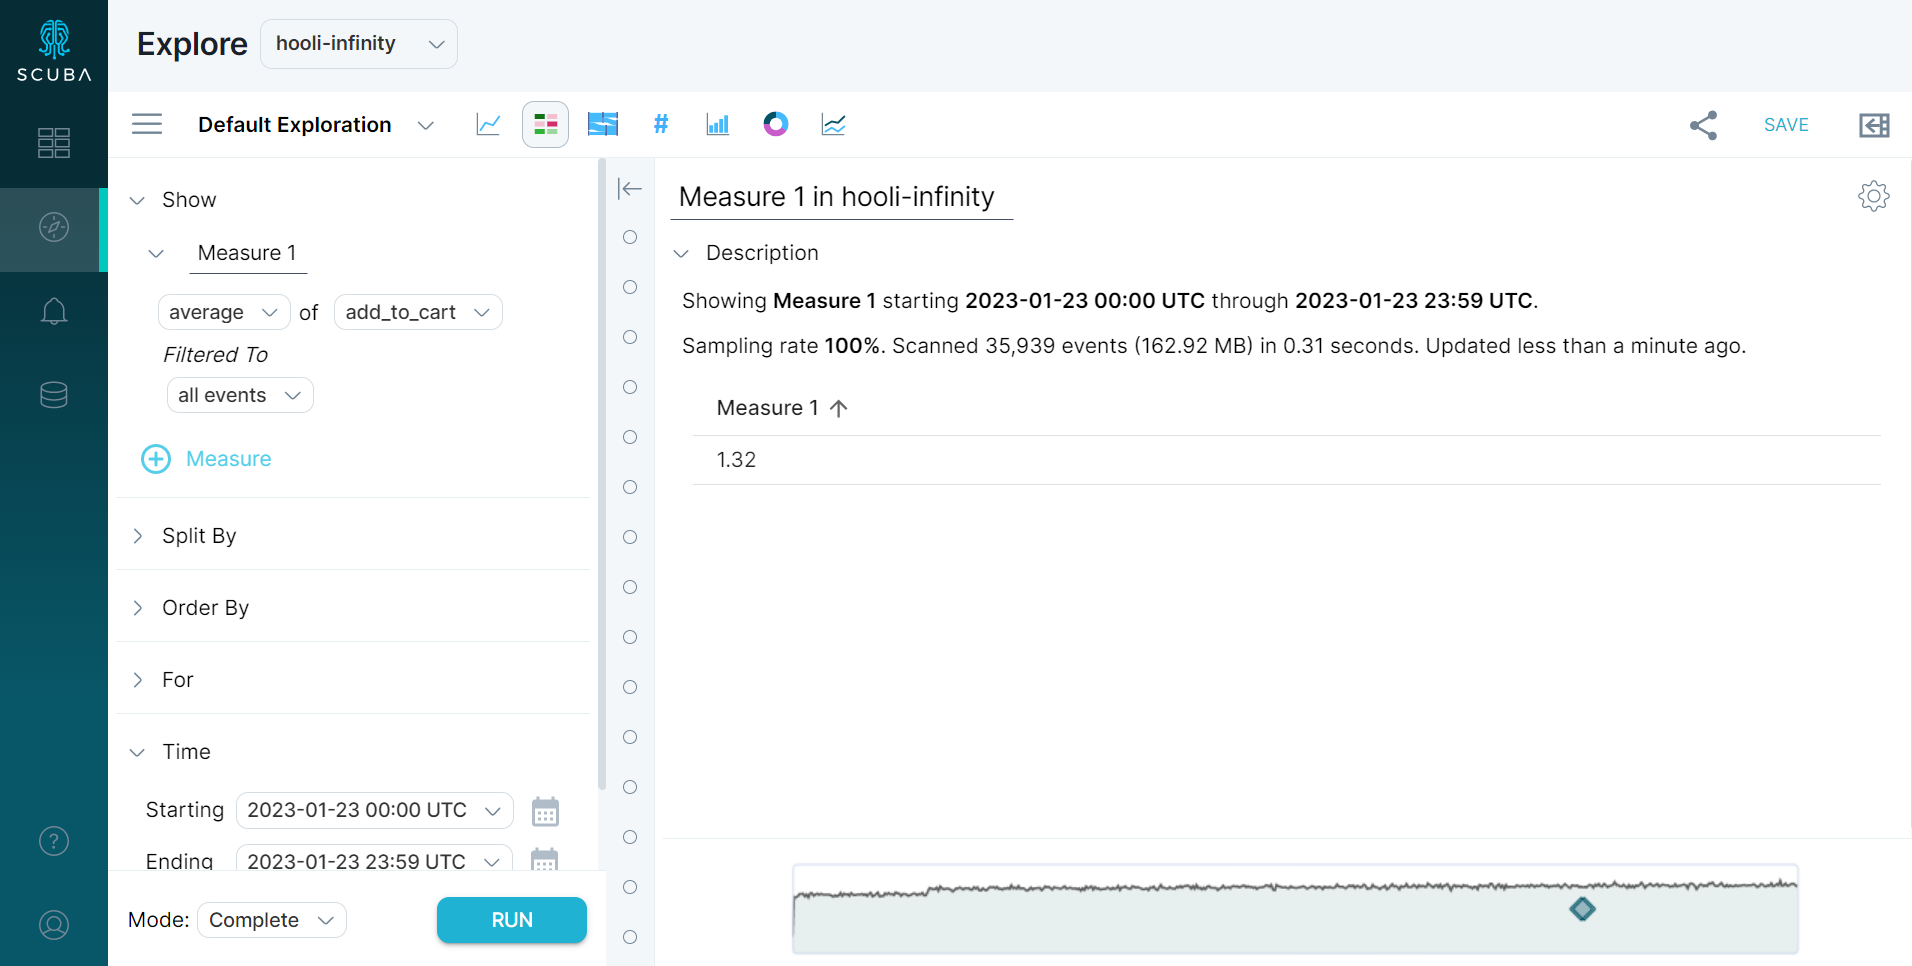 SCUBA
Explore
hooli-infinity
Default Exploration
#
SAVE
Show
Measure 1
average of add_to_cart
Filtered To
all events
Measure
Split By
Order By
For
Time
Starting 2023-01-23 00:00 UTC
Ending 2023-01-23 23:59 UTC
Mode: Complete
RUN
Measure 1 in hooli-infinity
Description
Showing Measure 1 starting 2023-01-23 00:00 UTC through 2023-01-23 23:59 UTC.
Sampling rate 100%. Scanned 35,939 events (162.92 MB) in 0.31 seconds. Updated less than a minute ago.
Measure 1
1.32
?